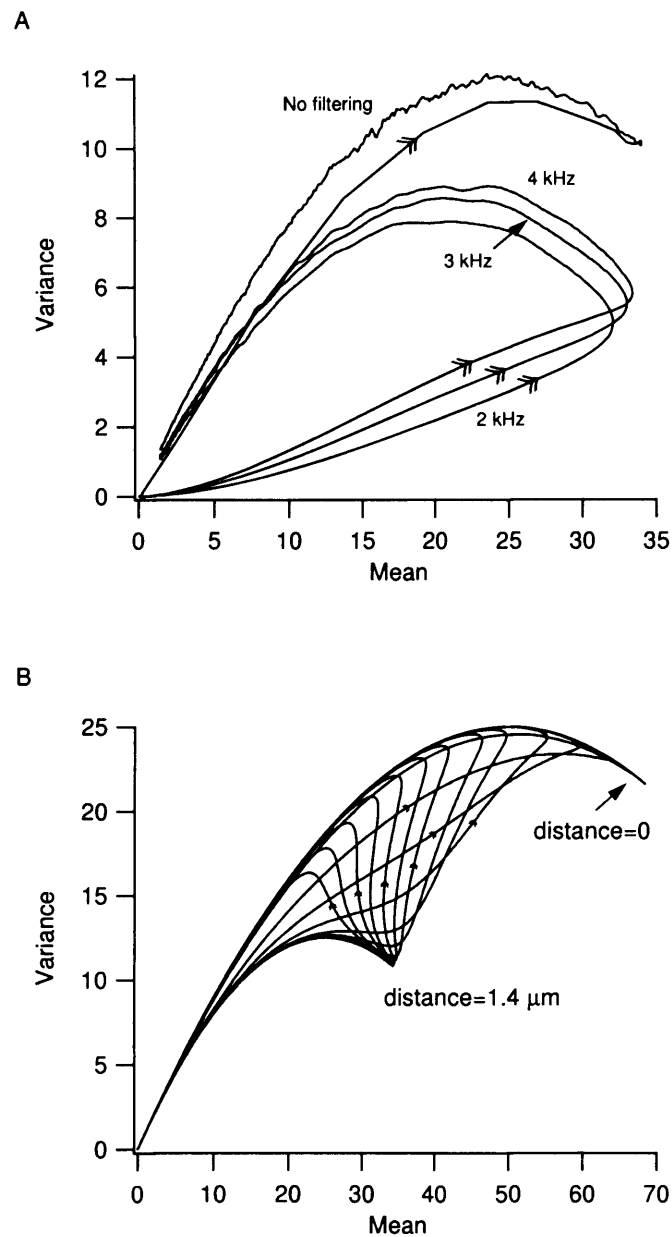 A
12
10
8
6
4
2
0
Variance
No filtering
4 kHz
3 kHz
2 kHz
0 5 10 15 20 25 30 35
Mean
B
25
20
15
10
5
0
Variance
distance=0
distance=1.4 μm
0 10 20 30 40 50 60 70
Mean